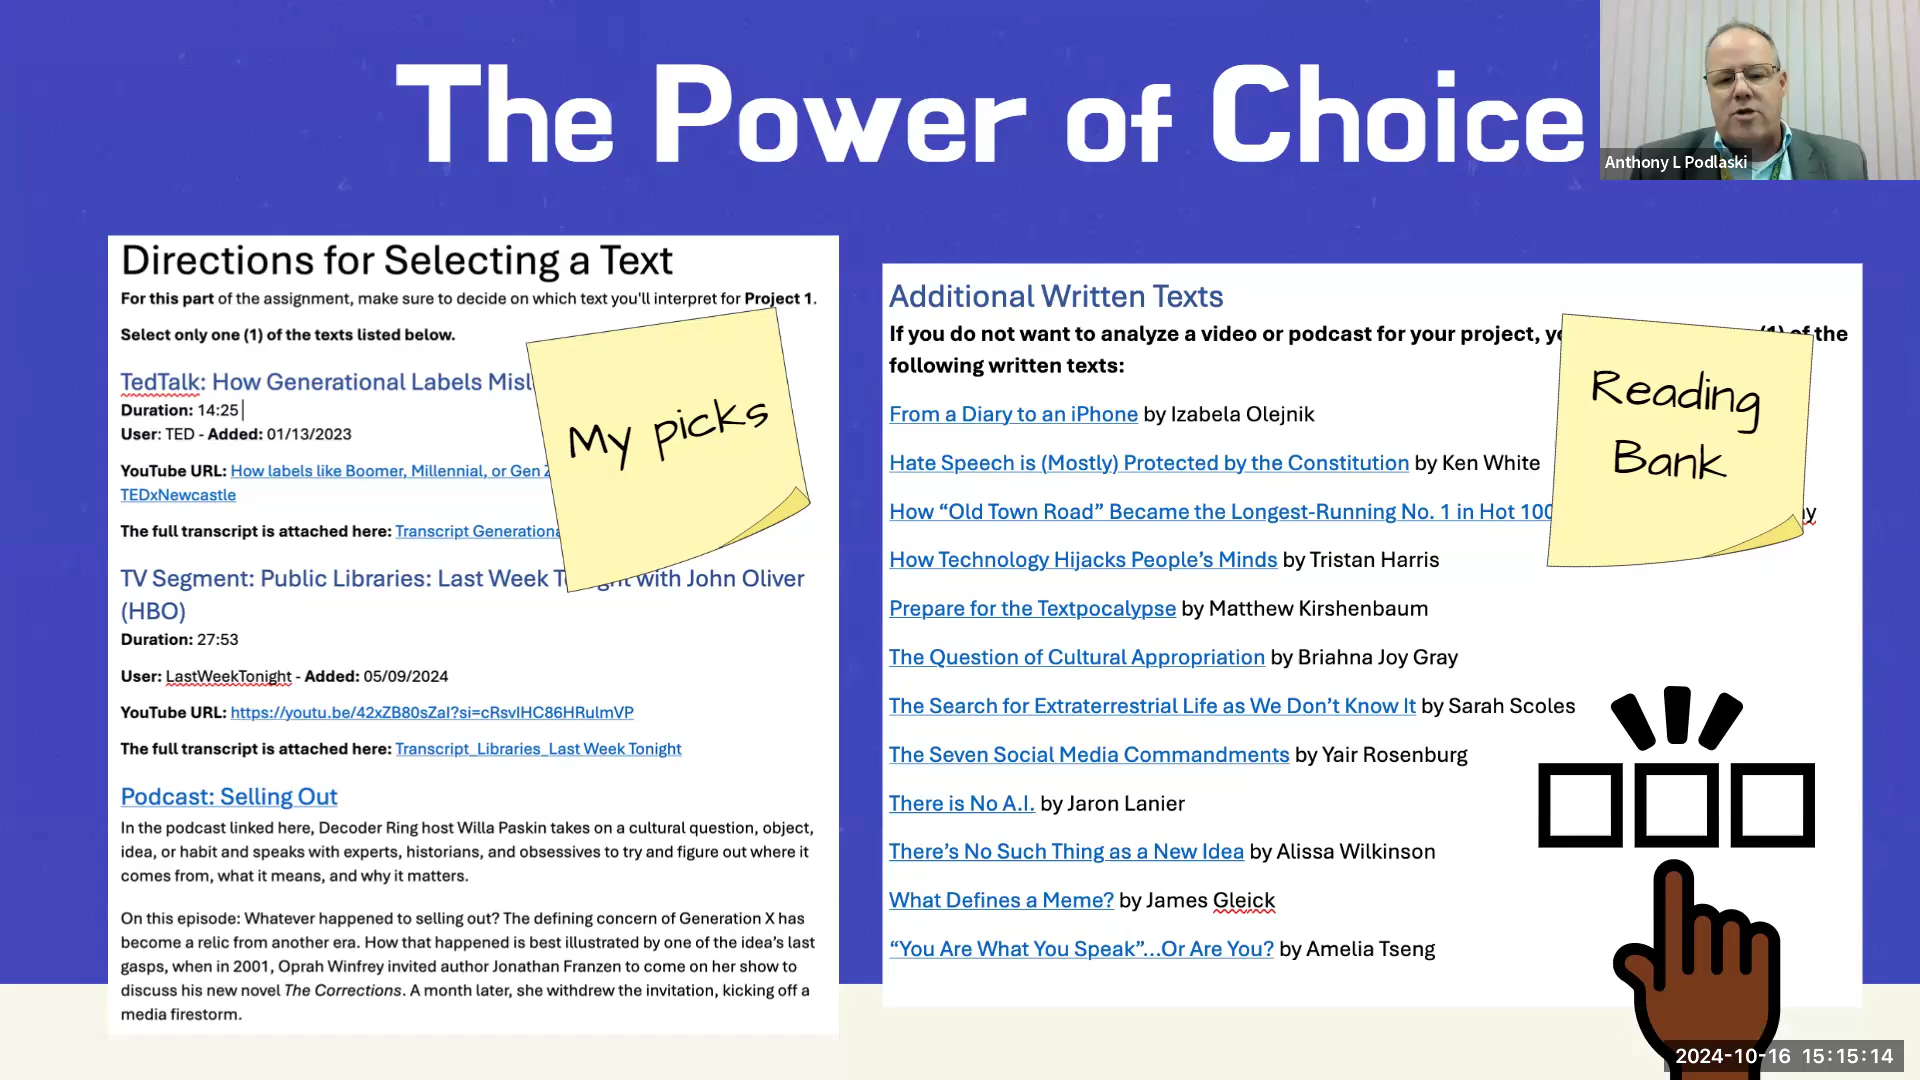 The Power of Choice
Anthony L Podlaski
Directions for Selecting a Text
For this part of the assignment, make sure to decide on which text you'll interpret for Project 1.
Select only one (1) of the texts listed below.
TedTalk: How Generational Labels Misl
Duration: 14:25
User: TED - Added: 01/13/2023
YouTube URL: How labels like Boomer, Millennial, or Gen Z
TEDxNewcastle
The full transcript is attached here: Transcript Generationa
TV Segment: Public Libraries: Last Week Tonight with John Oliver
(HBO)
Duration: 27:53
User: LastWeekTonight - Added: 05/09/2024
YouTube URL: https://youtu.be/42xZB80sZaI?si=cRsvIHC86HRulmVP
The full transcript is attached here: Transcript_Libraries_Last Week Tonight
Podcast: Selling Out
In the podcast linked here, Decoder Ring host Willa Paskin takes on a cultural question, object,
idea, or habit and speaks with experts, historians, and obsessives to try and figure out where it
comes from, what it means, and why it matters.
On this episode: Whatever happened to selling out? The defining concern of Generation X has
become a relic from another era. How that happened is best illustrated by one of the idea's last
gasps, when in 2001, Oprah Winfrey invited author Jonathan Franzen to come on her show to
discuss his new novel The Corrections. A month later, she withdrew the invitation, kicking off a
media firestorm.
My picks
Additional Written Texts
If you do not want to analyze a video or podcast for your project, (1) of the
following written texts:
From a Diary to an iPhone by Izabela Olejnik
Hate Speech is (Mostly) Protected by the Constitution by Ken White
How “Old Town Road” Became the Longest-Running No. 1 in Hot 100
How Technology Hijacks People’s Minds by Tristan Harris
Prepare for the Textpocalypse by Matthew Kirshenbaum
The Question of Cultural Appropriation by Briahna Joy Gray
The Search for Extraterrestrial Life as We Don’t Know It by Sarah Scoles
The Seven Social Media Commandments by Yair Rosenburg
There is No A.I. by Jaron Lanier
There’s No Such Thing as a New Idea by Alissa Wilkinson
What Defines a Meme? by James Gleick
“You Are What You Speak”...Or Are You? by Amelia Tseng
Reading
Bank
2024-10-16 15:15:14